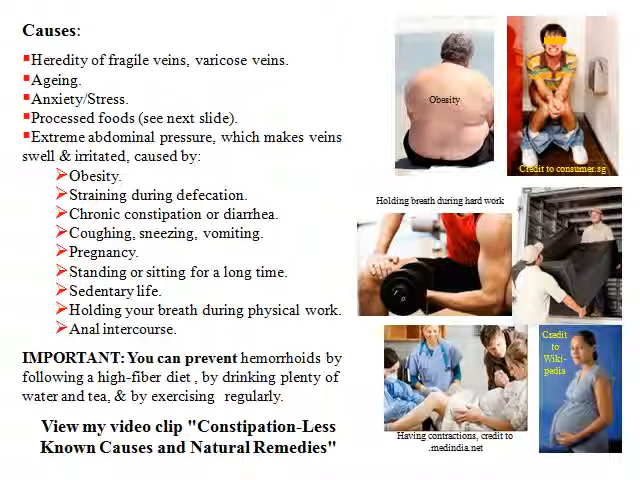 Causes:
Heredity of fragile veins, varicose veins.
Ageing.
Anxiety/Stress.
Processed foods (see next slide).
Extreme abdominal pressure, which makes veins
swell & irritated, caused by:
Obesity.
Straining during defecation.
Chronic constipation or diarrhea.
Coughing, sneezing, vomiting.
Pregnancy.
Standing or sitting for a long time.
Sedentary life.
Holding your breath during physical work.
Anal intercourse.
IMPORTANT: You can prevent hemorrhoids by
following a high-fiber diet , by drinking plenty of
water and tea, & by exercising regularly.
View my video clip "Constipation-Less
Known Causes and Natural Remedies"
Obesity
Credit to consumer.sg
Holding breath during hard work
Having contractions, credit to
.medindia.net
Credit
to
Wiki-
pedia